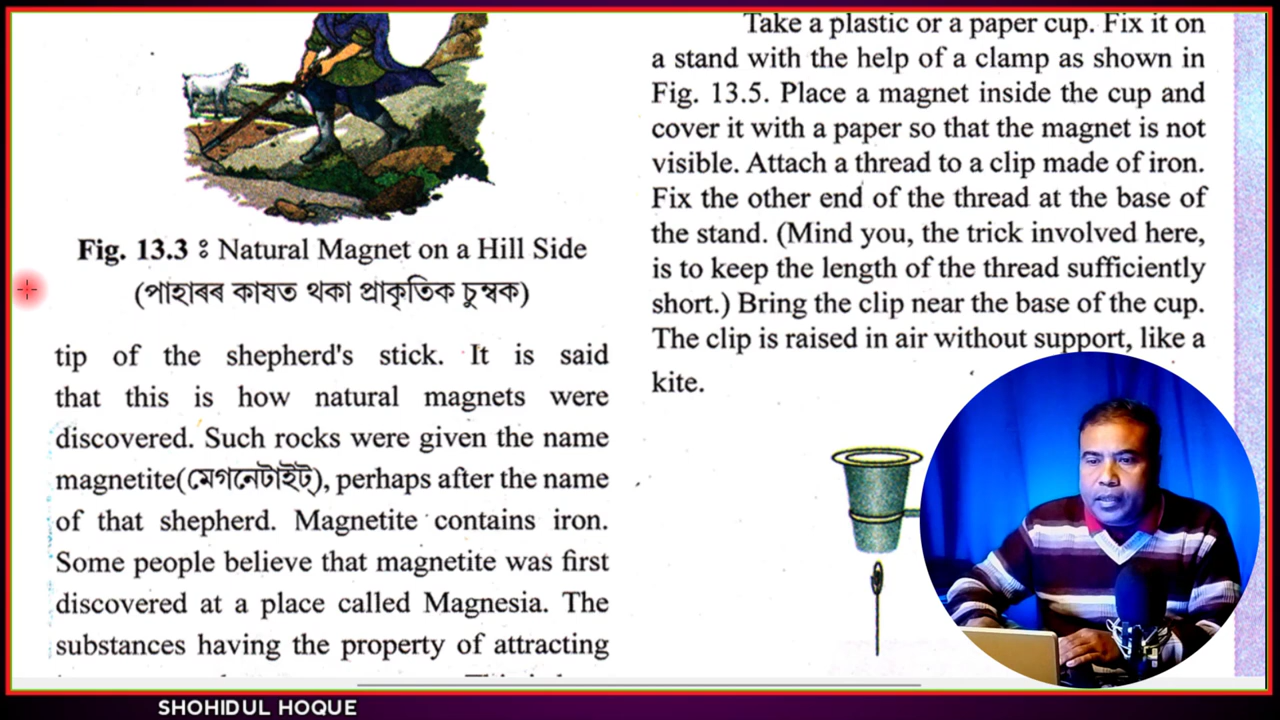 Fig. 13.3 ঃ Natural Magnet on a Hill Side
(পাহাৰৰ কাষত থকা প্ৰাকৃতিক চুম্বক)
tip of the shepherd's stick. It is said
that this is how natural magnets were
discovered. Such rocks were given the name
magnetite(মেগনেটাইট), perhaps after the name
of that shepherd. Magnetite contains iron.
Some people believe that magnetite was first
discovered at a place called Magnesia. The
substances having the property of attracting
Take a plastic or a paper cup. Fix it on
a stand with the help of a clamp as shown in
Fig. 13.5. Place a magnet inside the cup and
cover it with a paper so that the magnet is not
visible. Attach a thread to a clip made of iron.
Fix the other end of the thread at the base of
the stand. (Mind you, the trick involved here,
is to keep the length of the thread sufficiently
short.) Bring the clip near the base of the cup.
The clip is raised in air without support, like a
kite.
SHOHIDUL HOQUE